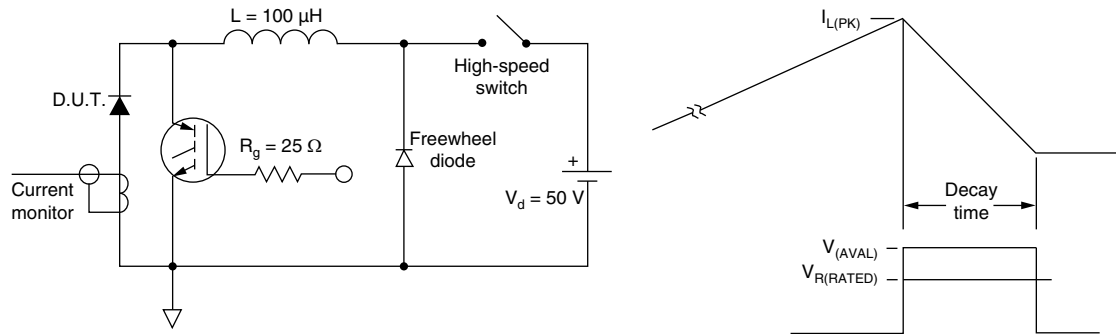 L = 100 µH
D.U.T.
High-speed
switch
R_g = 25 Ω
Freewheel
diode
+
Current
monitor
V_d = 50 V
I_L(PK)
Decay
time
V_(AVAL)
V_R(RATED)